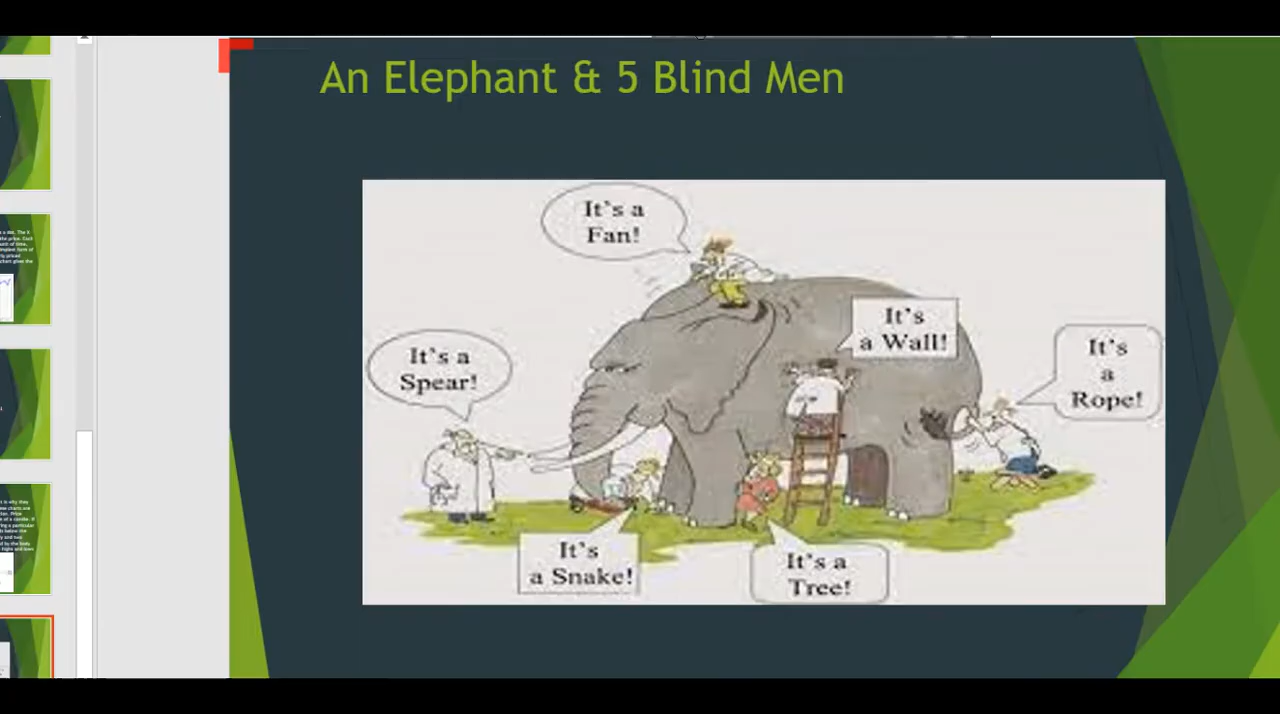 An Elephant & 5 Blind Men
It's a
Fan!
It's
a Wall!
It's a
Spear!
It's
a
Rope!
It's
a Snake!
It's a
Tree!